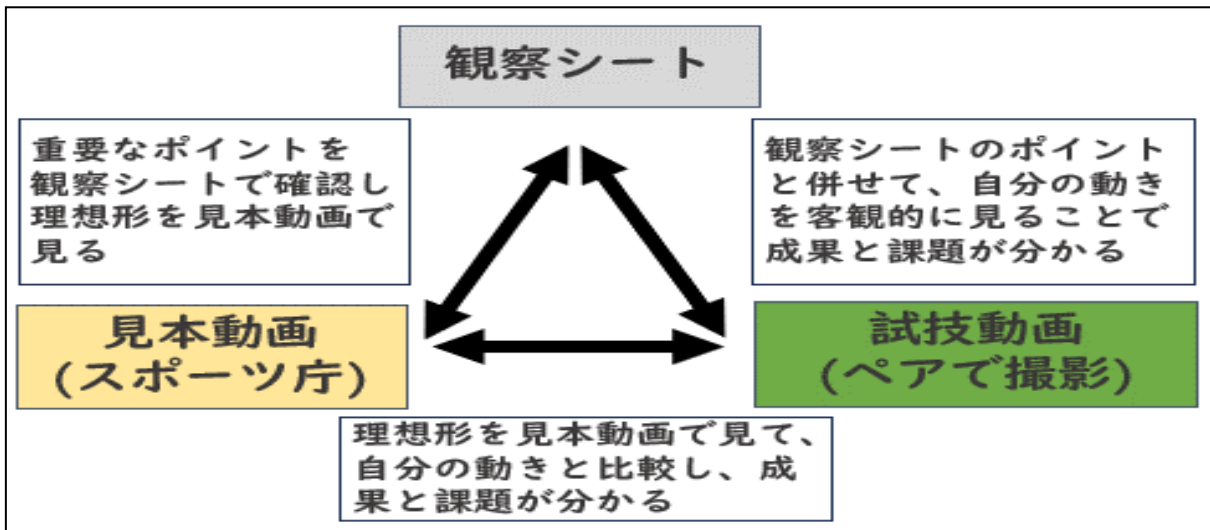 観察シート
重要なポイントを
観察シートで確認し
理想形を見本動画で
見る
観察シートのポイント
と併せて、自分の動き
を客観的に見ることで
成果と課題が分かる
見本動画
(スポーツ庁)
試技動画
(ペアで撮影)
理想形を見本動画で見て、
自分の動きと比較し、成
果と課題が分かる